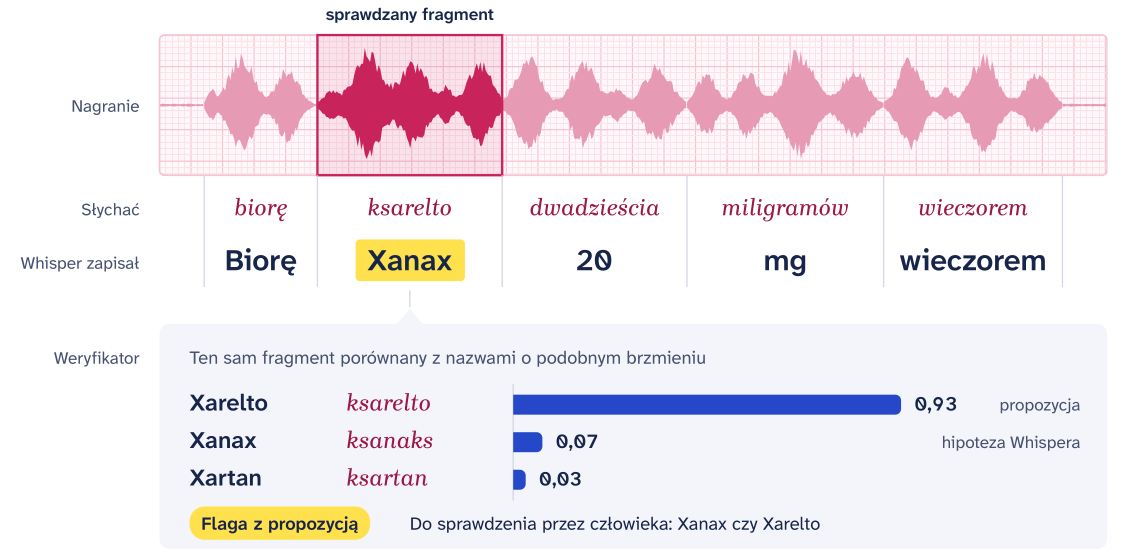 sprawdzany fragment
Nagranie
Słychać biorę ksarelto dwadzieścia miligramów wieczorem
Whisper zapisał Biorę Xanax 20 mg wieczorem
Weryfikator Ten sam fragment porównany z nazwami o podobnym brzmieniu
Xarelto ksarelto 0,93 propozycja
Xanax ksanaks 0,07 hipoteza Whispera
Xartan ksartan 0,03
Flaga z propozycją Do sprawdzenia przez człowieka: Xanax czy Xarelto